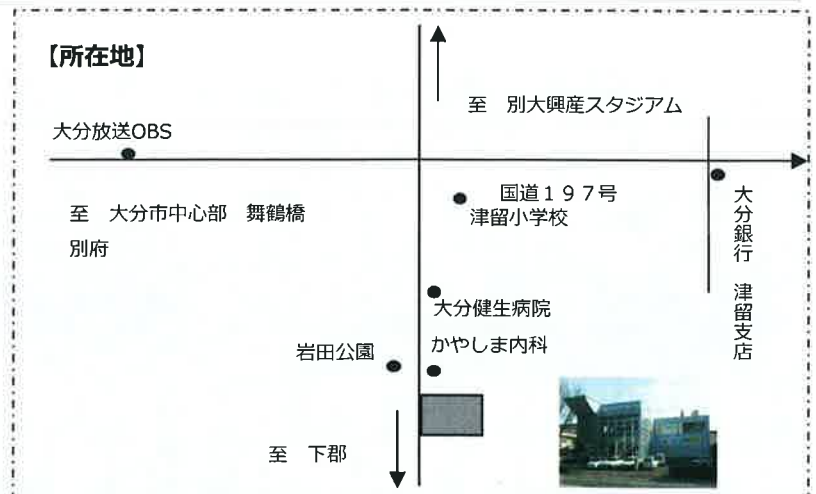 【所在地】
至　別大興産スタジアム
大分放送OBS
国道１９７号
津留小学校
至　大分市中心部　舞鶴橋
別府
大分銀行　津留支店
大分健生病院
かやしま内科
岩田公園
至　下郡